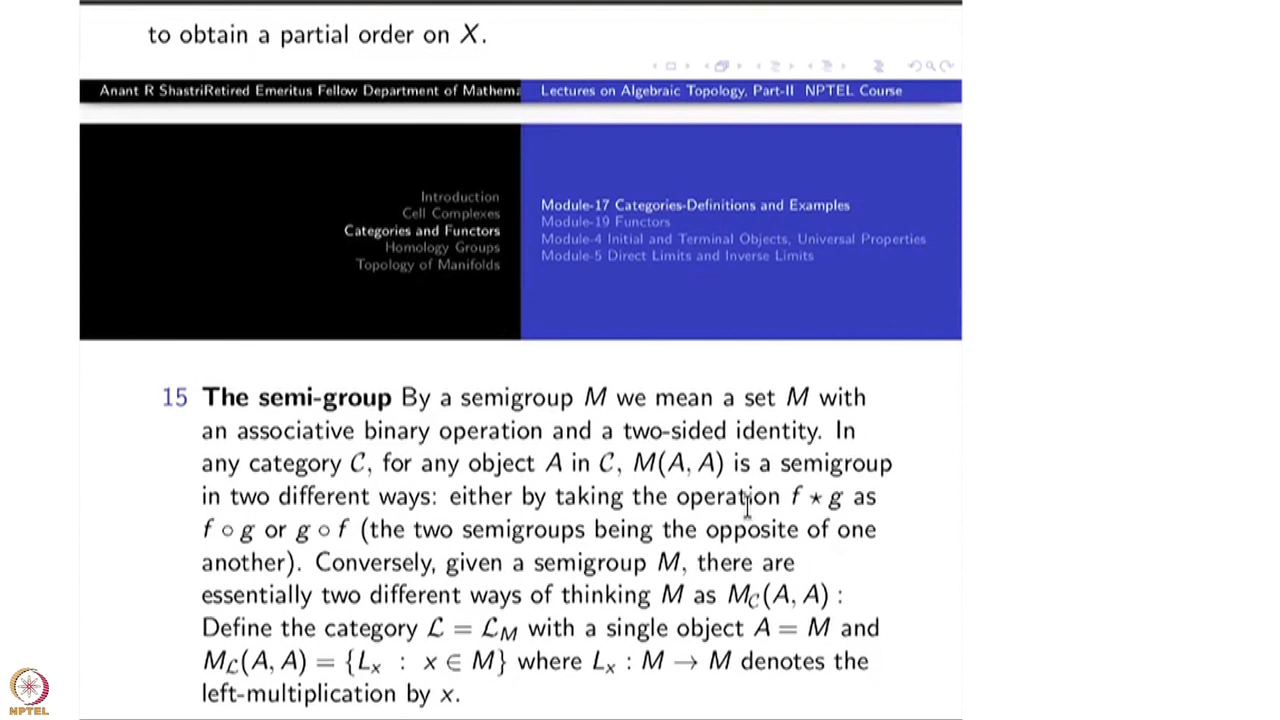 to obtain a partial order on X.
Anant R ShastriRetired Emeritus Fellow Department of Mathema
Lectures on Algebraic Topology, Part-II NPTEL Course
Introduction
Cell Complexes
Categories and Functors
Homology Groups
Topology of Manifolds
Module-17 Categories-Definitions and Examples
Module-19 Functors
Module-4 Initial and Terminal Objects, Universal Properties
Module-5 Direct Limits and Inverse Limits
15 The semi-group By a semigroup M we mean a set M with
an associative binary operation and a two-sided identity. In
any category 𝒞, for any object A in 𝒞, M(A, A) is a semigroup
in two different ways: either by taking the operation f ⋆ g as
f ∘ g or g ∘ f (the two semigroups being the opposite of one
another). Conversely, given a semigroup M, there are
essentially two different ways of thinking M as M_𝒞(A, A) :
Define the category ℒ = ℒ_M with a single object A = M and
M_ℒ(A, A) = {L_x : x ∈ M} where L_x : M → M denotes the
left-multiplication by x.
NPTEL